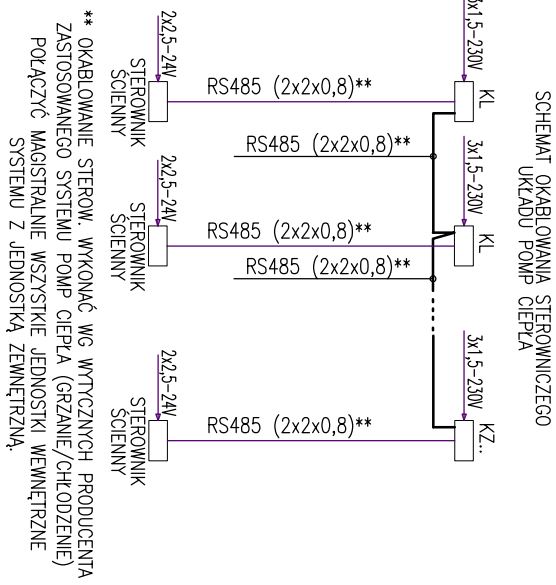 SCHEMAT OKABLOWANIA STEROWNICZEGO
UKŁADU POMP CIEPŁA
3x1,5-230V
KL
3x1,5-230V
KL
3x1,5-230V
KZ..
RS485 (2x2x0,8)**
RS485 (2x2x0,8)**
RS485 (2x2x0,8)**
RS485 (2x2x0,8)**
RS485 (2x2x0,8)**
2x2,5-24V
STEROWNIK
ŚCIENNY
2x2,5-24V
STEROWNIK
ŚCIENNY
2x2,5-24V
STEROWNIK
ŚCIENNY
** OKABLOWANIE STEROW. WYKONAĆ WG WYTYCZNYCH PRODUCENTA
ZASTOSOWANEGO SYSTEMU POMP CIEPŁA (GRZANIE/CHŁODZENIE)
POŁĄCZYĆ MAGISTRALNIE WSZYSTKIE JEDNOSTKI WEWNĘTRZNE
SYSTEMU Z JEDNOSTKĄ ZEWNĘTRZNĄ.